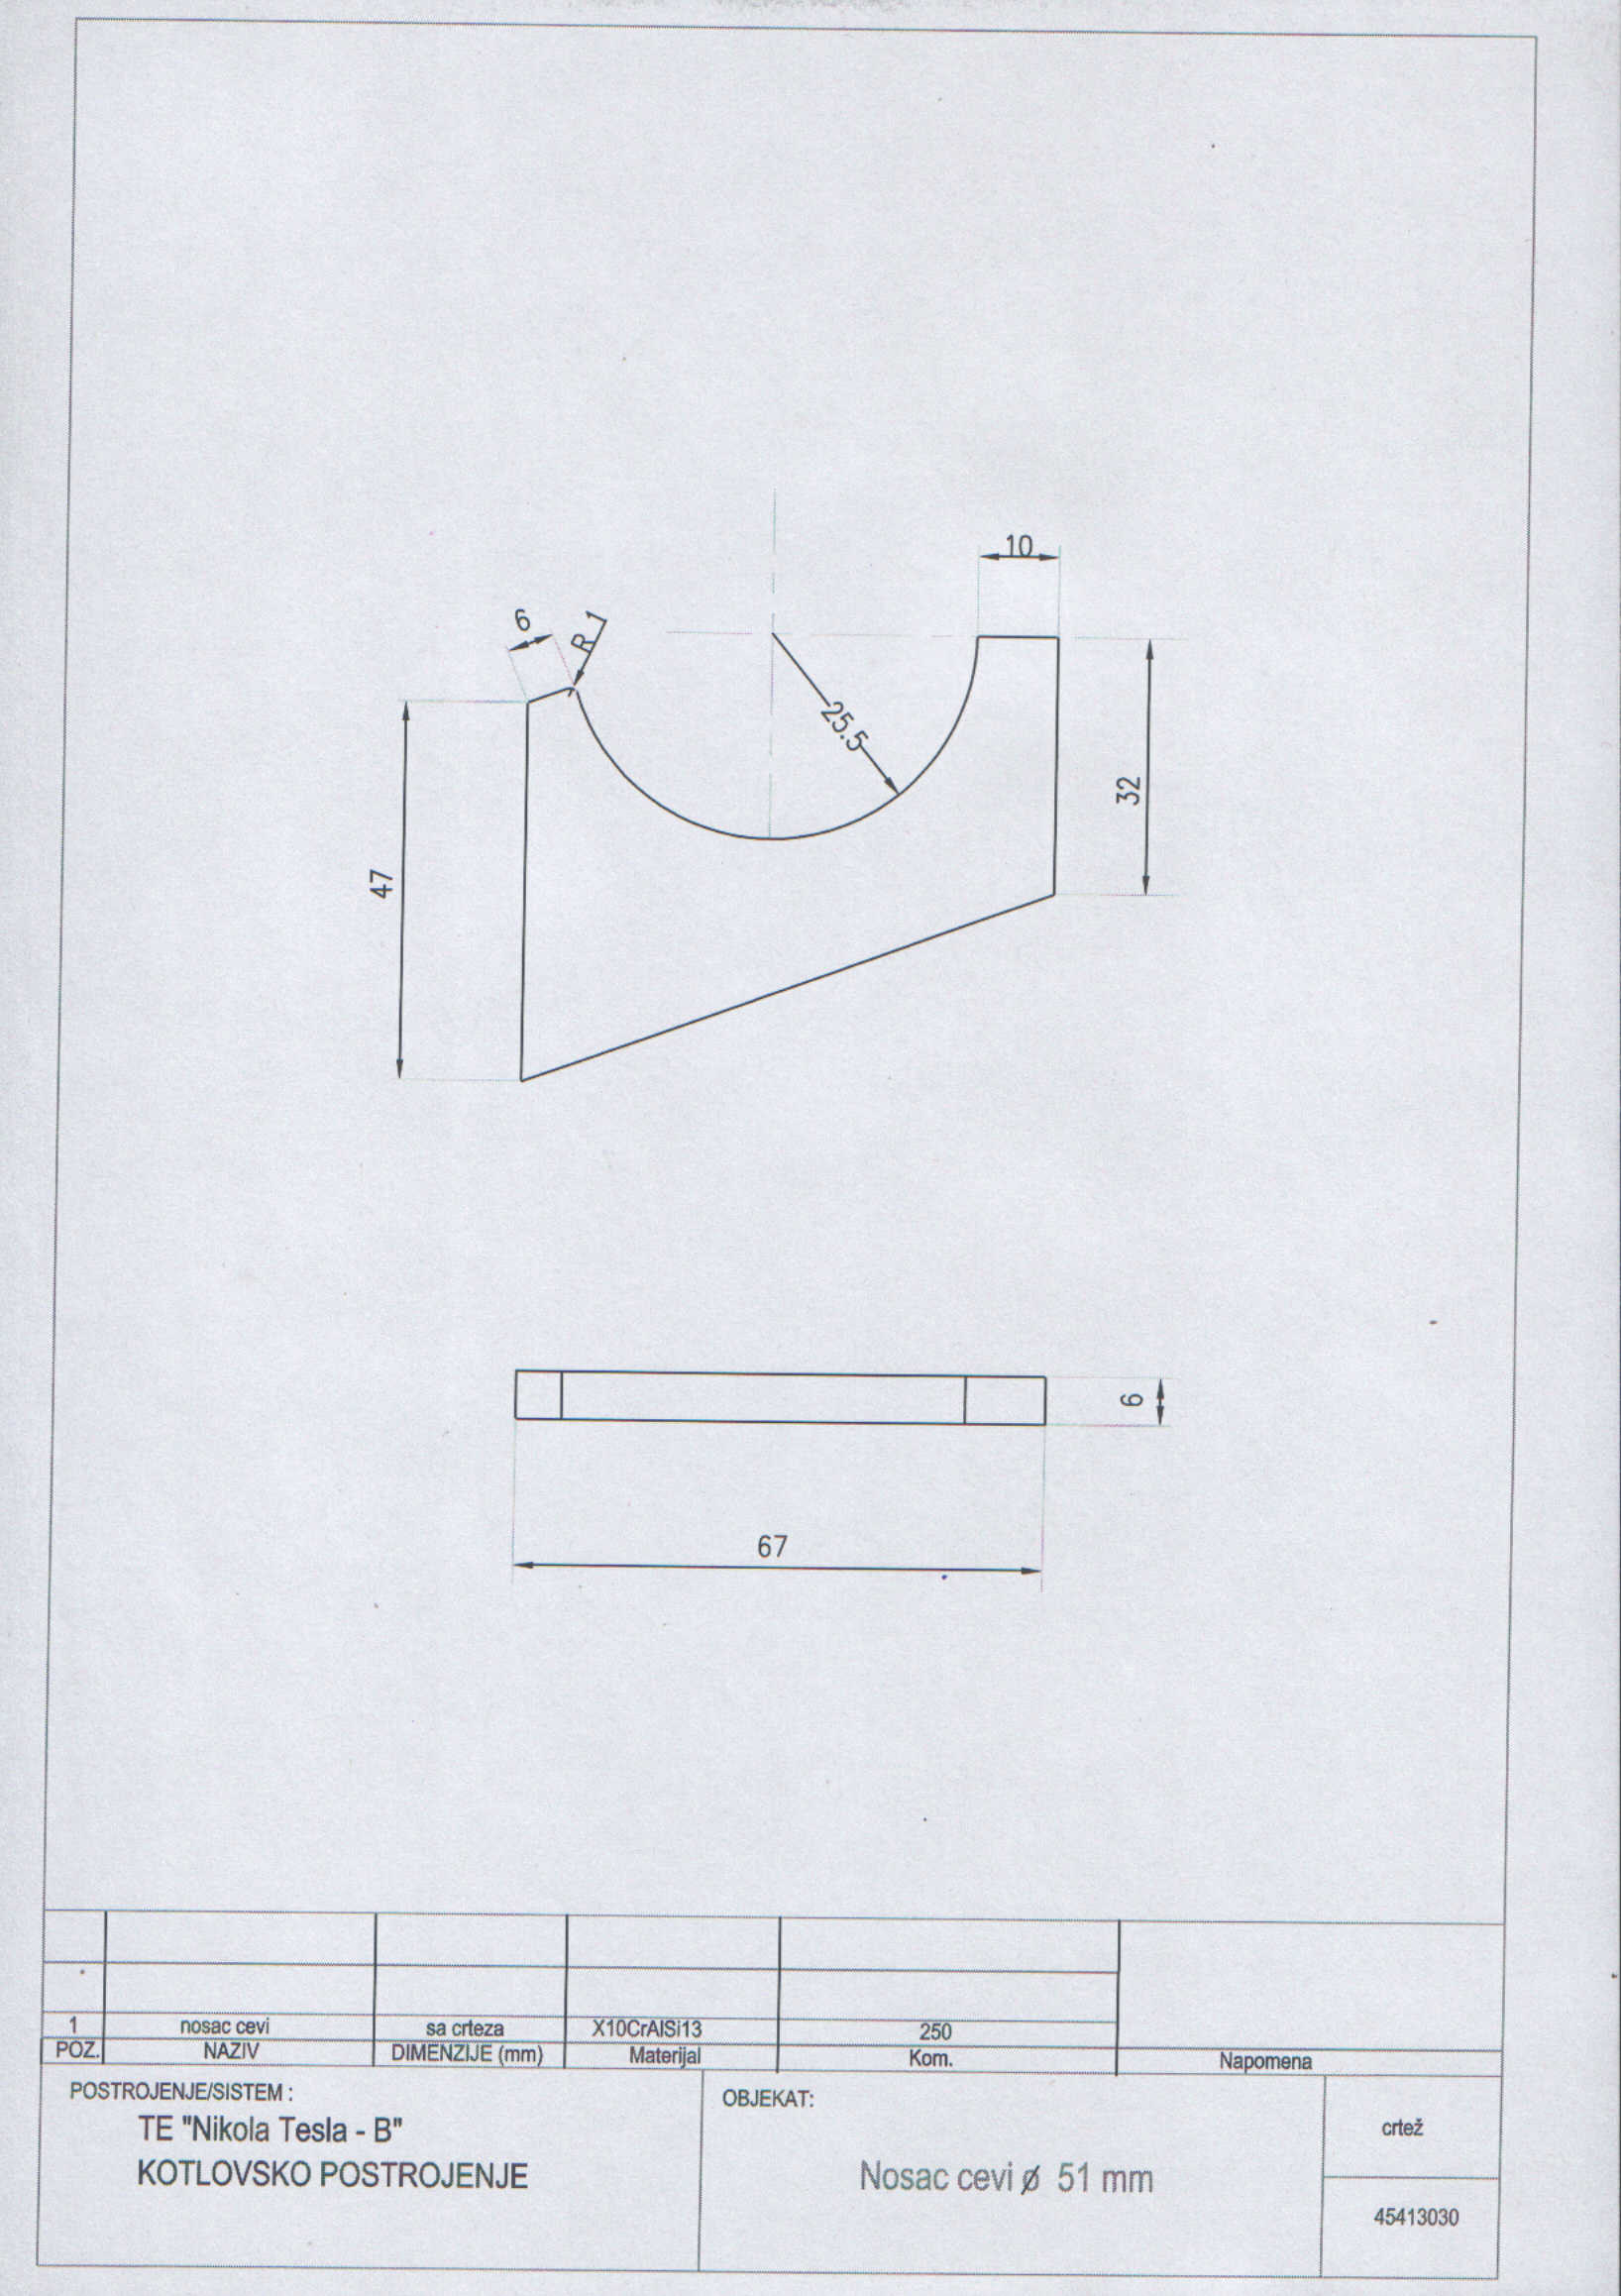 10
6
R 1
25.5
32
47
6
67
1 nosac cevi sa crteza X10CrAlSi13 250
POZ. NAZIV DIMENZIJE (mm) Materijal Kom. Napomena
POSTROJENJE/SISTEM :
TE "Nikola Tesla - B"
KOTLOVSKO POSTROJENJE
OBJEKAT:
Nosac cevi ø 51 mm
crtež
45413030